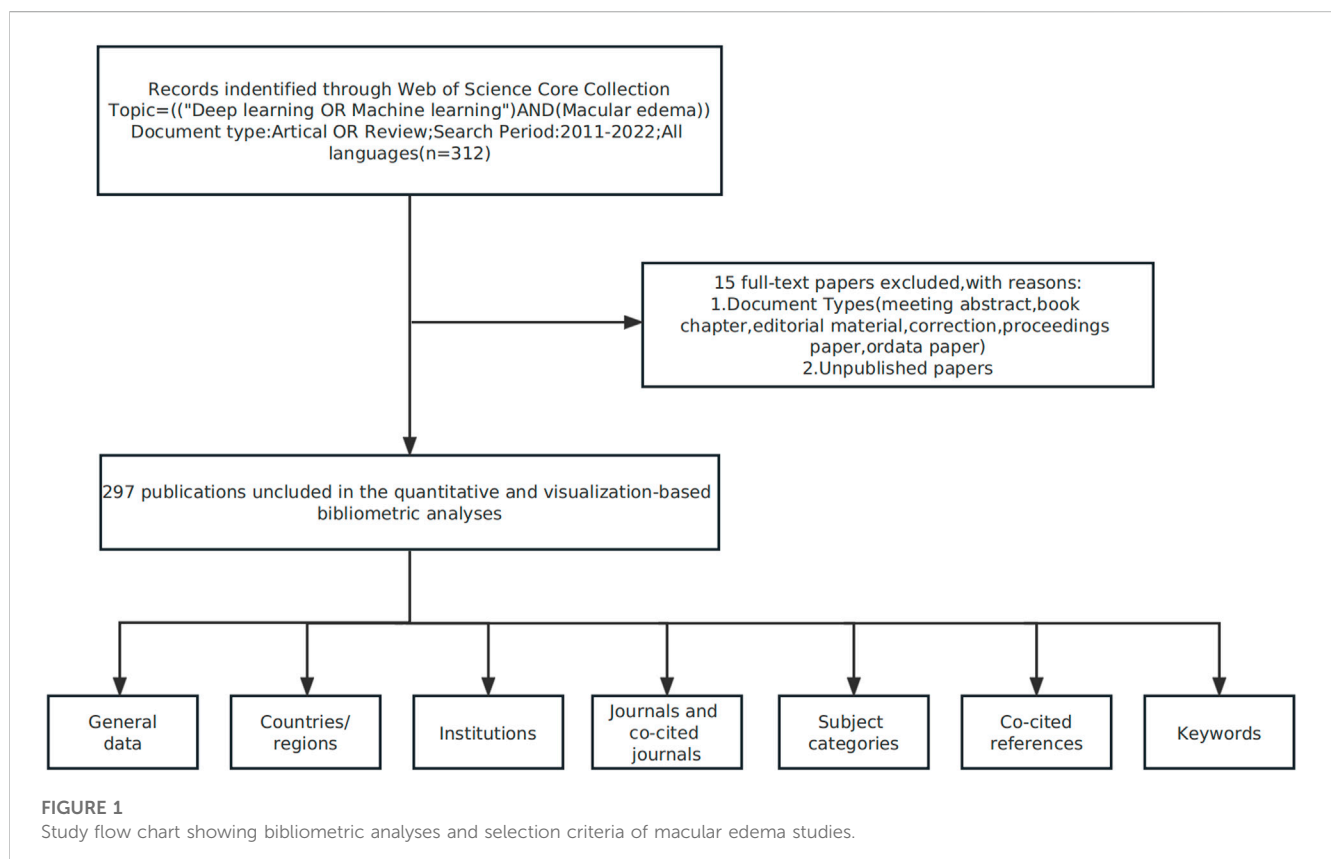 Records indentified through Web of Science Core Collection
Topic=(("Deep learning OR Machine learning")AND(Macular edema))
Document type:Artical OR Review;Search Period:2011-2022;All
languages(n=312)
15 full-text papers excluded,with reasons:
1.Document Types(meeting abstract,book
chapter,editorial material,correction,proceedings
paper,ordata paper)
2.Unpublished papers
297 publications uncluded in the quantitative and visualization-based
bibliometric analyses
General
data
Countries/
regions
Institutions
Journals and
co-cited
journals
Subject
categories
Co-cited
references
Keywords
FIGURE 1
Study flow chart showing bibliometric analyses and selection criteria of macular edema studies.